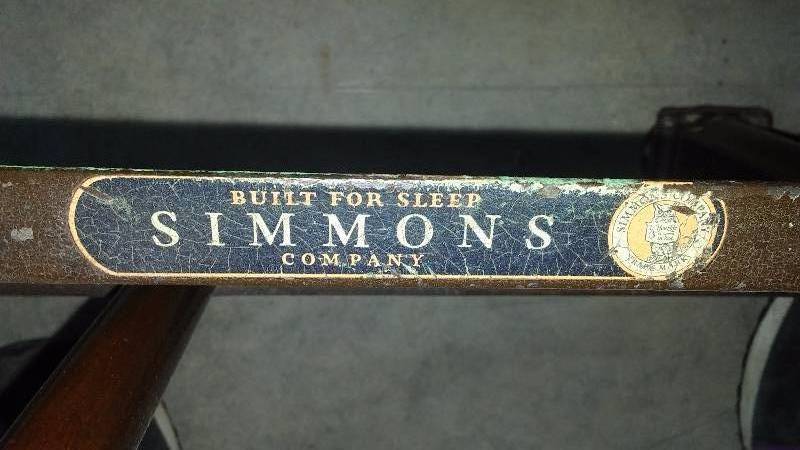 BUILT FOR SLEEP
SIMMONS
COMPANY